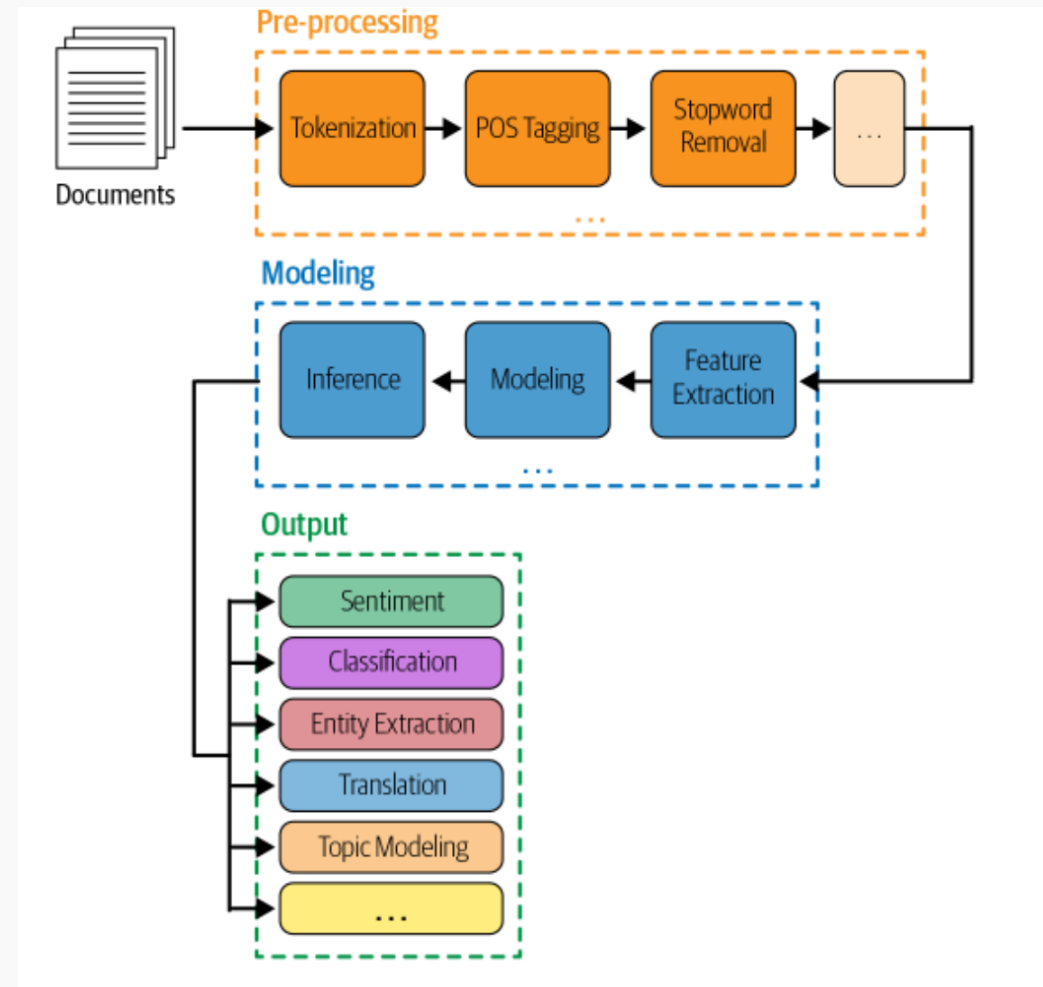 Pre-processing
Documents
Tokenization
POS Tagging
Stopword
Removal
...
...
Modeling
Inference
Modeling
Feature
Extraction
...
Output
Sentiment
Classification
Entity Extraction
Translation
Topic Modeling
...